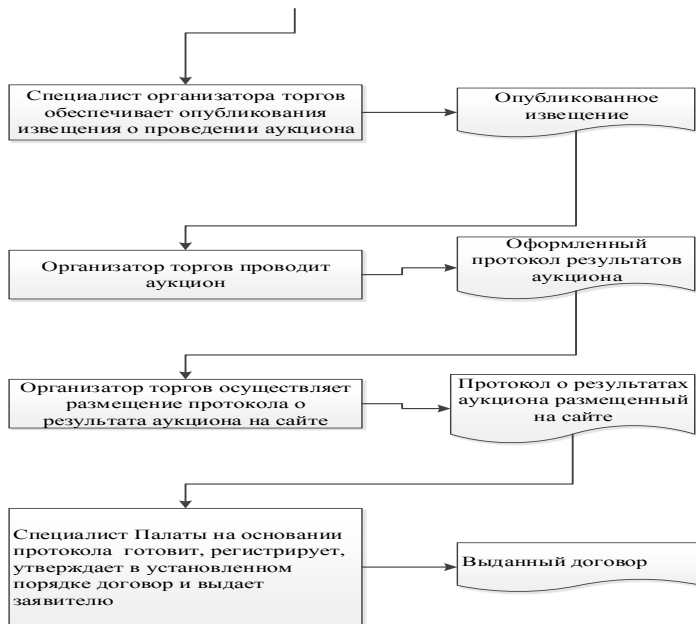 Специалист организатора торгов
обеспечивает опубликования
извещения о проведении аукциона
Опубликованное
извещение
Организатор торгов проводит
аукцион
Оформленный
протокол результатов
аукциона
Организатор торгов осуществляет
размещение протокола о
результата аукциона на сайте
Протокол о результатах
аукциона размещенный
на сайте
Специалист Палаты на основании
протокола готовит, регистрирует,
утверждает в установленном
порядке договор и выдает
заявителю
Выданный договор